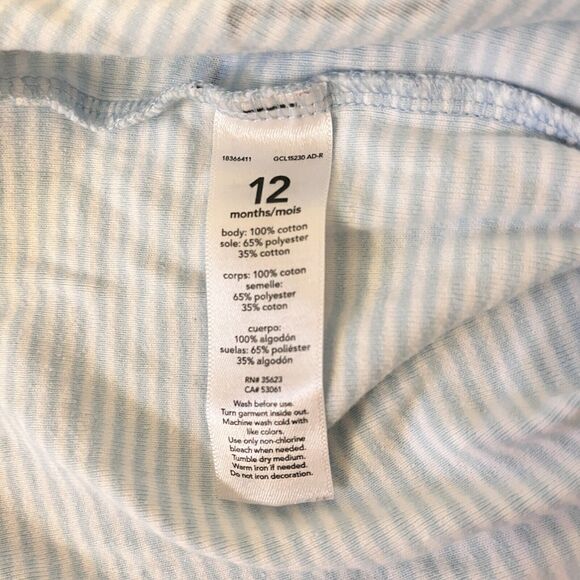 18366411 GCL15230 AD-R
12
months/mois
body: 100% cotton
sole: 65% polyester
35% cotton
corps: 100% coton
semelle:
65% polyester
35% coton
cuerpo:
100% algodón
suelas: 65% poliéster
35% algodón
RN# 35623
CA# 53061
Wash before use.
Turn garment inside out.
Machine wash cold with
like colors.
Use only non-chlorine
bleach when needed.
Tumble dry medium.
Warm iron if needed.
Do not iron decoration.